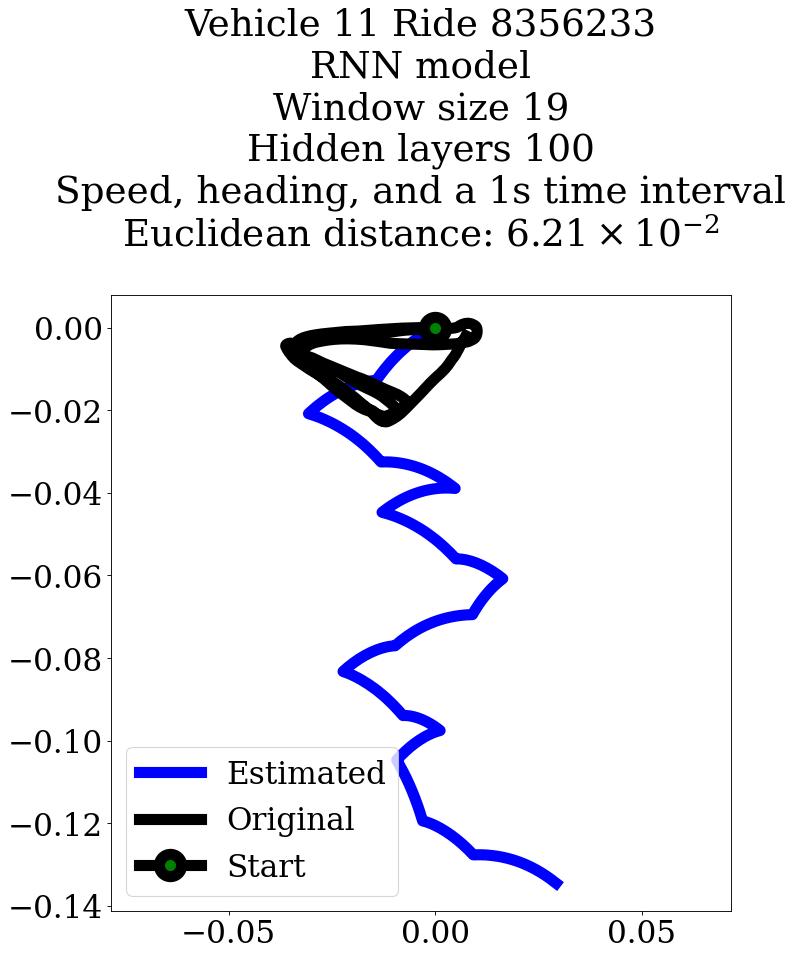 Vehicle 11 Ride 8356233
RNN model
Window size 19
Hidden layers 100
Speed, heading, and a 1s time interval
Euclidean distance: 6.21 × 10⁻²
0.00
−0.02
−0.04
−0.06
−0.08
−0.10
−0.12
−0.14
Estimated
Original
Start
−0.05 0.00 0.05